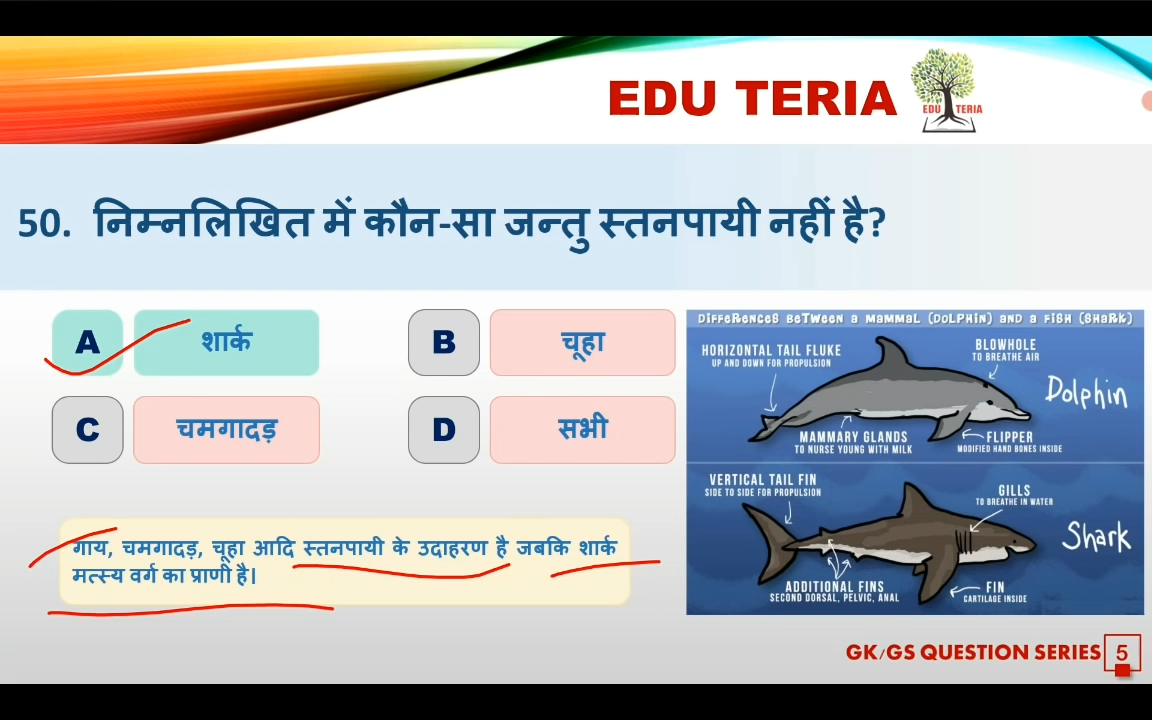 EDU TERIA
EDU TERIA
50. निम्नलिखित में कौन-सा जन्तु स्तनपायी नहीं है?
A शार्क
B चूहा
C चमगादड़
D सभी
गाय, चमगादड़, चूहा आदि स्तनपायी के उदाहरण है जबकि शार्क
मत्स्य वर्ग का प्राणी है|
DIFFERENCES BETWEEN A MAMMAL (DOLPHIN) AND A FISH (SHARK)
HORIZONTAL TAIL FLUKE
UP AND DOWN FOR PROPULSION
BLOWHOLE
TO BREATHE AIR
Dolphin
MAMMARY GLANDS
TO NURSE YOUNG WITH MILK
FLIPPER
MODIFIED HAND BONES INSIDE
VERTICAL TAIL FIN
SIDE TO SIDE FOR PROPULSION
GILLS
TO BREATHE IN WATER
Shark
ADDITIONAL FINS
SECOND DORSAL, PELVIC, ANAL
FIN
CARTILAGE INSIDE
GK/GS QUESTION SERIES 5